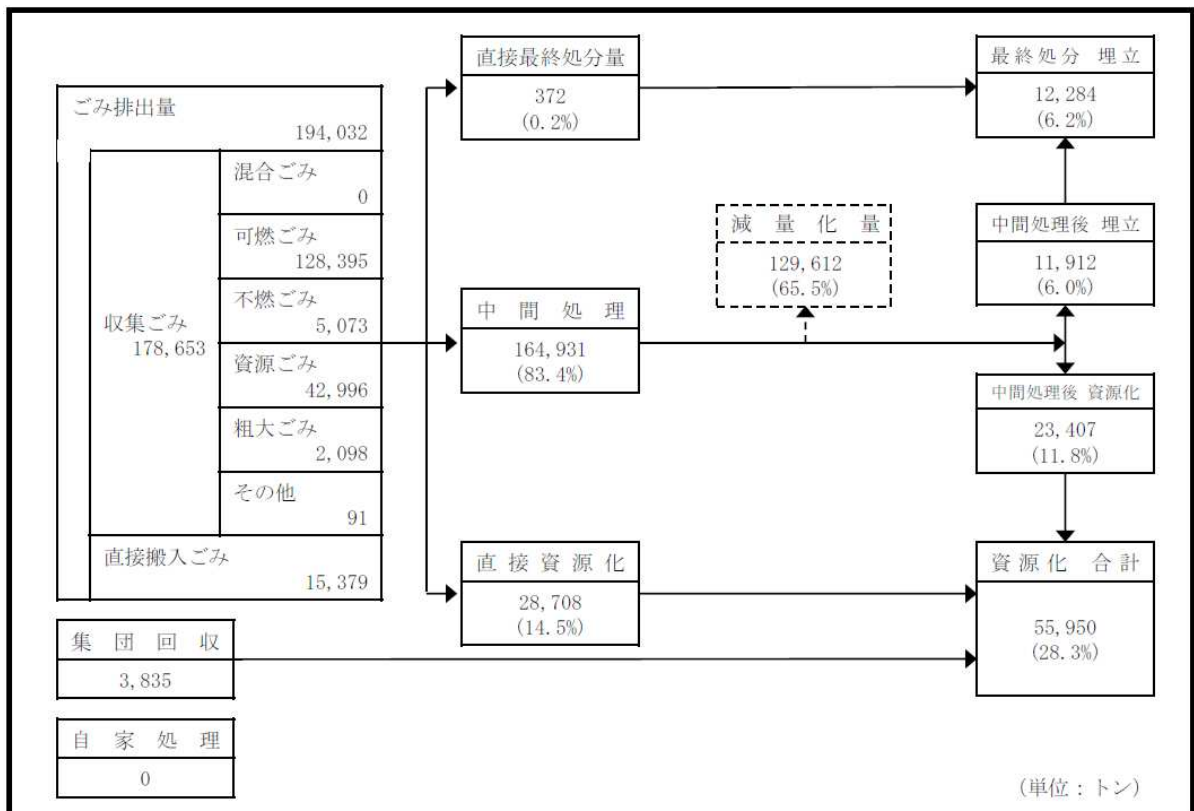 ごみ排出量
194,032
収集ごみ
178,653
混合ごみ
0
可燃ごみ
128,395
不燃ごみ
5,073
資源ごみ
42,996
粗大ごみ
2,098
その他
91
直接搬入ごみ
15,379
集団回収
3,835
自家処理
0
直接最終処分量
372
(0.2%)
中間処理
164,931
(83.4%)
直接資源化
28,708
(14.5%)
減量化量
129,612
(65.5%)
最終処分 埋立
12,284
(6.2%)
中間処理後 埋立
11,912
(6.0%)
中間処理後 資源化
23,407
(11.8%)
資源化 合計
55,950
(28.3%)
(単位:トン)